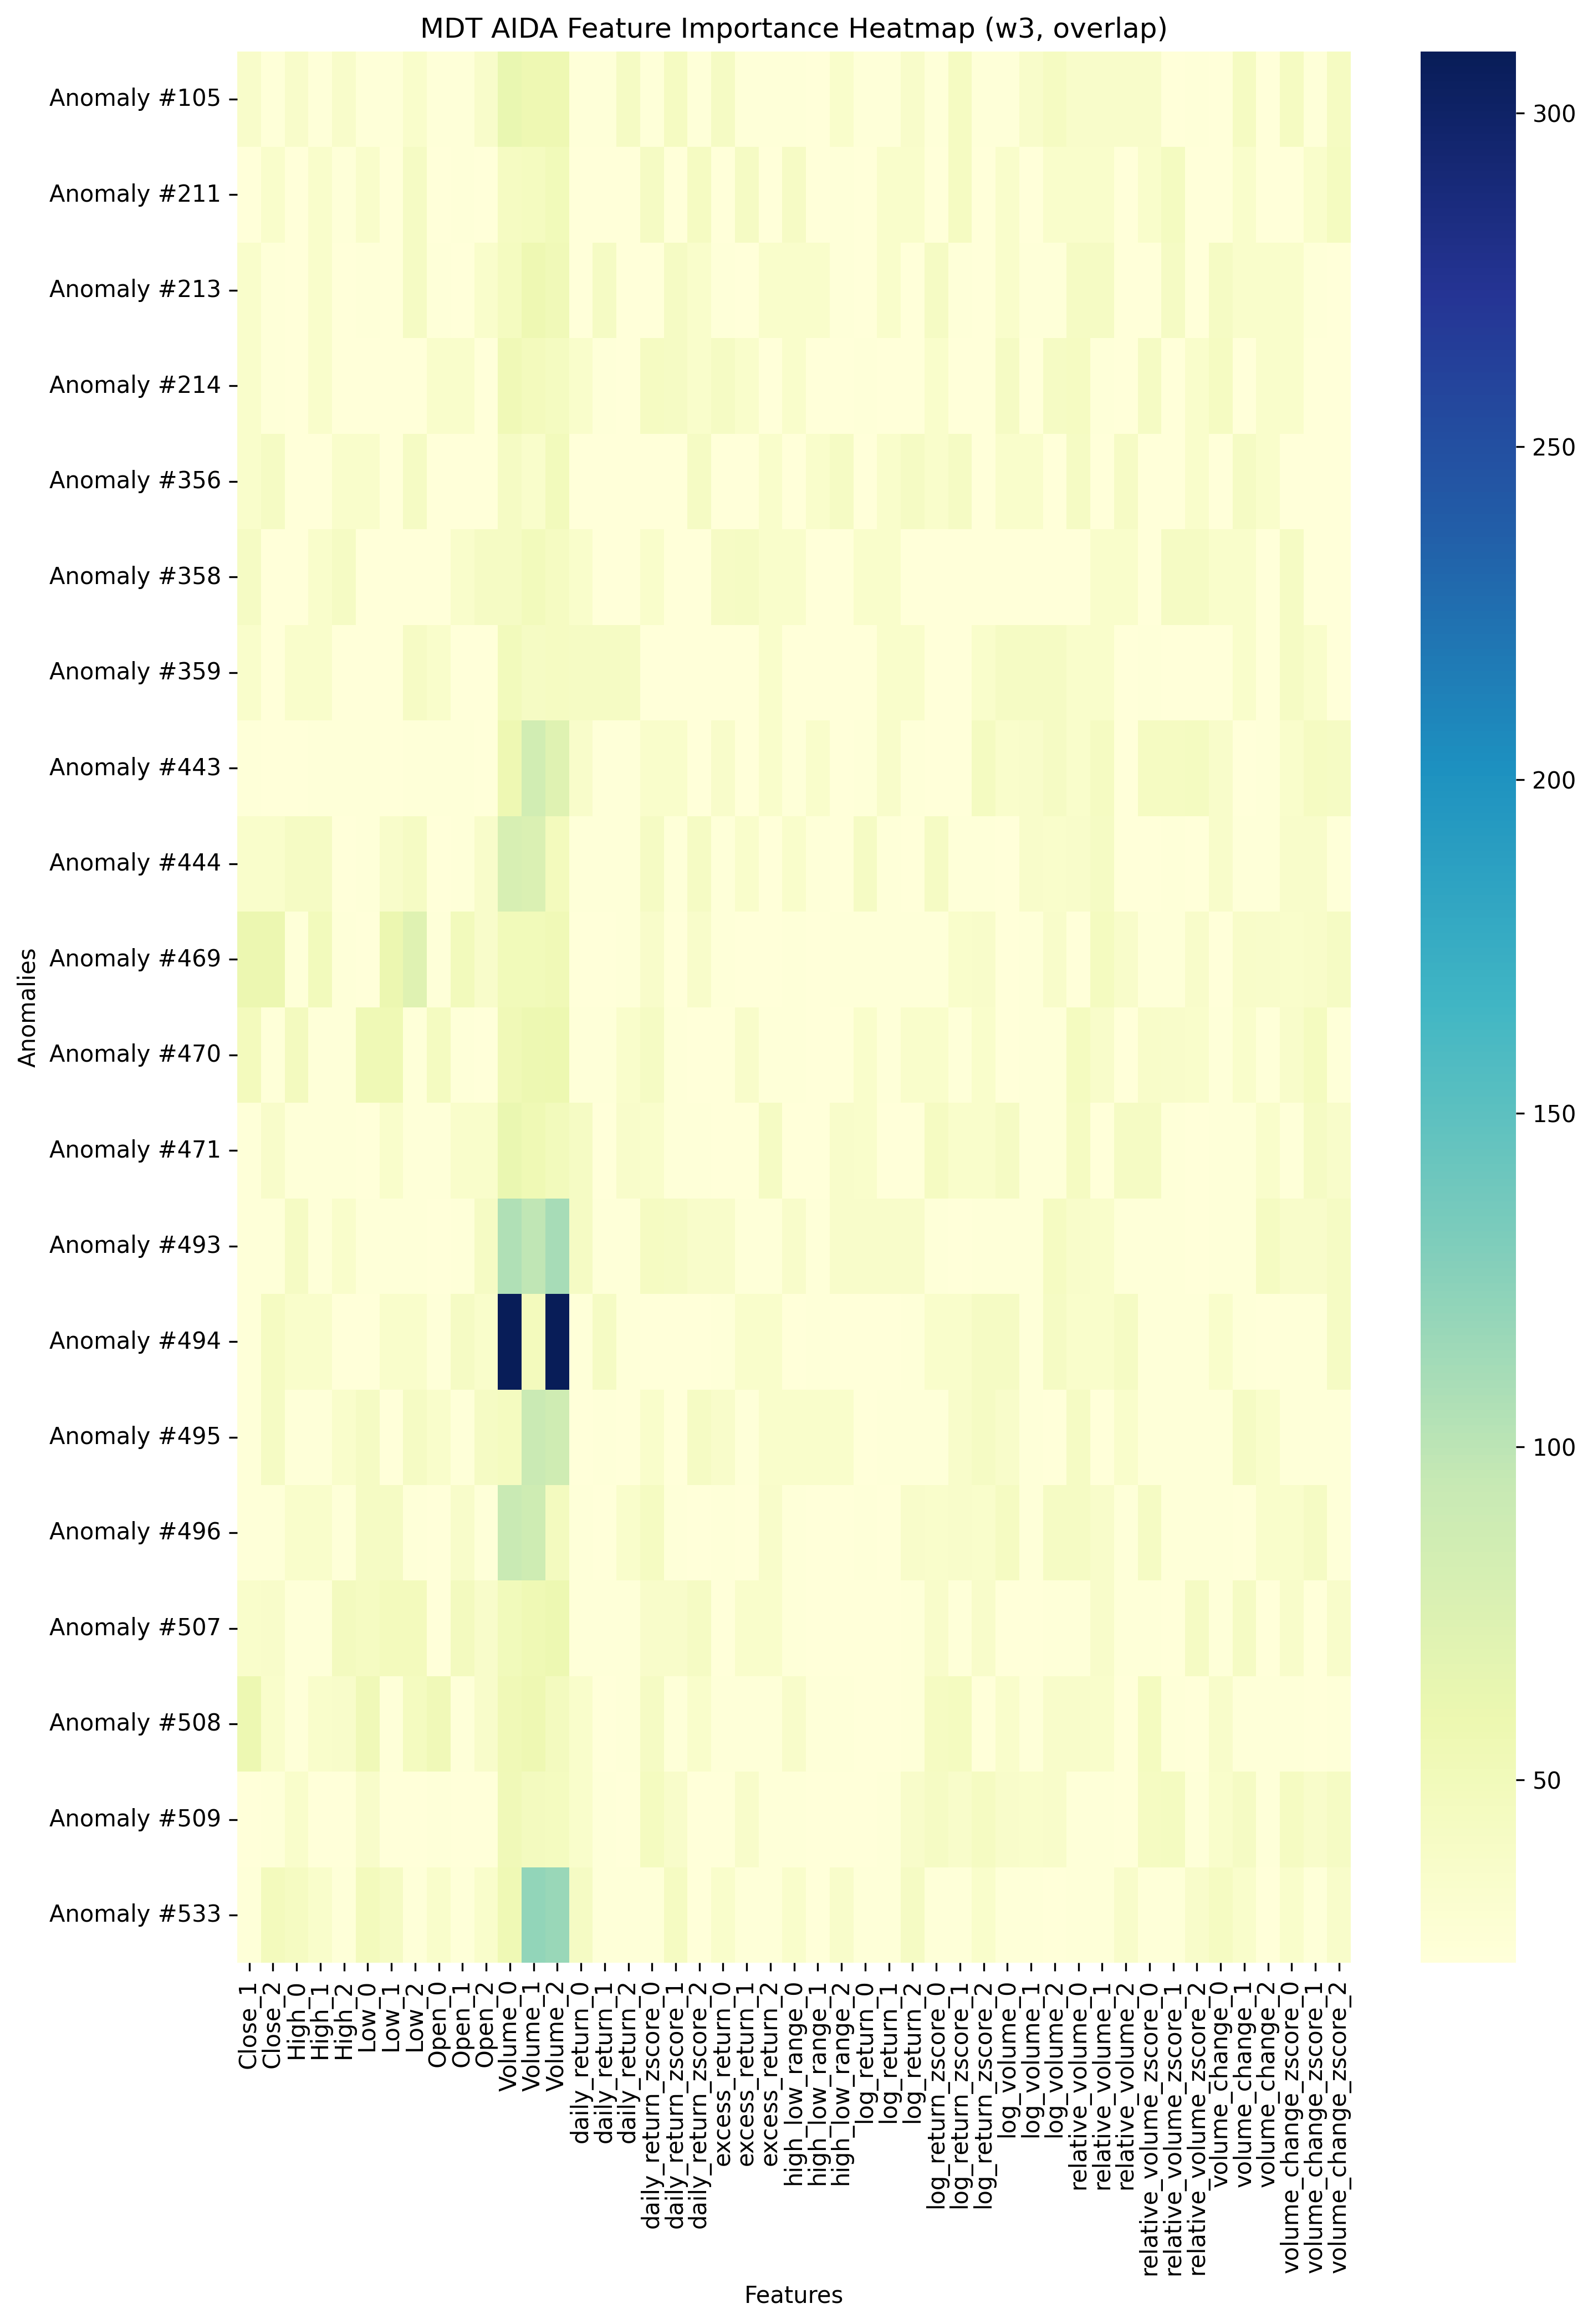 MDT AIDA Feature Importance Heatmap (w3, overlap)
Anomalies
Anomaly #105
Anomaly #211
Anomaly #213
Anomaly #214
Anomaly #356
Anomaly #358
Anomaly #359
Anomaly #443
Anomaly #444
Anomaly #469
Anomaly #470
Anomaly #471
Anomaly #493
Anomaly #494
Anomaly #495
Anomaly #496
Anomaly #507
Anomaly #508
Anomaly #509
Anomaly #533
300
250
200
150
100
50
Close_1
Close_2
High_0
High_1
High_2
Low_0
Low_1
Low_2
Open_0
Open_1
Open_2
Volume_0
Volume_1
Volume_2
daily_return_0
daily_return_1
daily_return_2
daily_return_zscore_0
daily_return_zscore_1
daily_return_zscore_2
excess_return_0
excess_return_1
excess_return_2
high_low_range_0
high_low_range_1
high_low_range_2
log_return_0
log_return_1
log_return_2
log_return_zscore_0
log_return_zscore_1
log_return_zscore_2
log_volume_0
log_volume_1
log_volume_2
relative_volume_0
relative_volume_1
relative_volume_2
relative_volume_zscore_0
relative_volume_zscore_1
relative_volume_zscore_2
volume_change_0
volume_change_1
volume_change_2
volume_change_zscore_0
volume_change_zscore_1
volume_change_zscore_2
Features